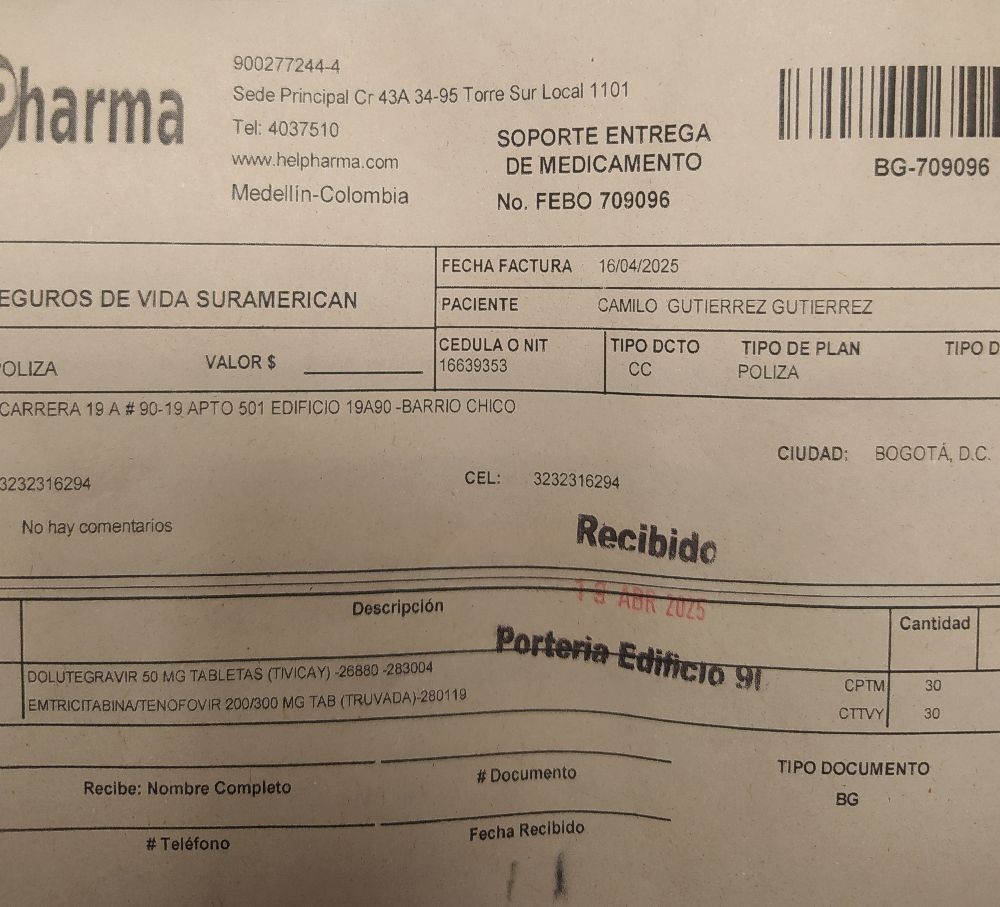 Pharma
900277244-4
Sede Principal Cr 43A 34-95 Torre Sur Local 1101
Tel: 4037510
www.helpharma.com
Medellín-Colombia
SOPORTE ENTREGA
DE MEDICAMENTO
No. FEBO 709096
BG-709096
EGUROS DE VIDA SURAMERICAN
FECHA FACTURA 16/04/2025
PACIENTE CAMILO GUTIERREZ GUTIERREZ
OLIZA VALOR $
CEDULA O NIT
16639353
TIPO DCTO
CC
TIPO DE PLAN
POLIZA
TIPO D
CARRERA 19 A # 90-19 APTO 501 EDIFICIO 19A90 -BARRIO CHICO
CIUDAD: BOGOTÁ, D.C.
3232316294 CEL: 3232316294
No hay comentarios
Recibido
ABR 2025
Porteria Edificio
Descripción Cantidad
DOLUTEGRAVIR 50 MG TABLETAS (TIVICAY) -26880 -283004 CPTM 30
EMTRICITABINA/TENOFOVIR 200/300 MG TAB (TRUVADA)-280119 CTTVY 30
Recibe: Nombre Completo # Documento
TIPO DOCUMENTO
BG
# Teléfono Fecha Recibido